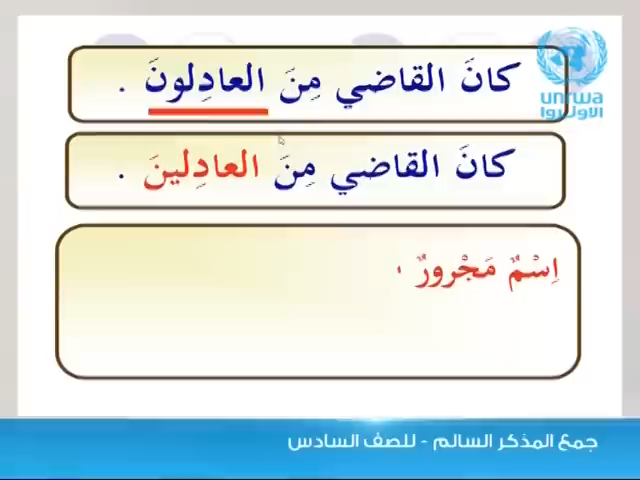 كانَ القاضي مِنَ العادِلونَ .
unrwa
الأونروا
كانَ القاضي مِنَ العادِلينَ .
اِسْمٌ مَجْرورٌ ،
جمع المذكر السالم - للصف السادس